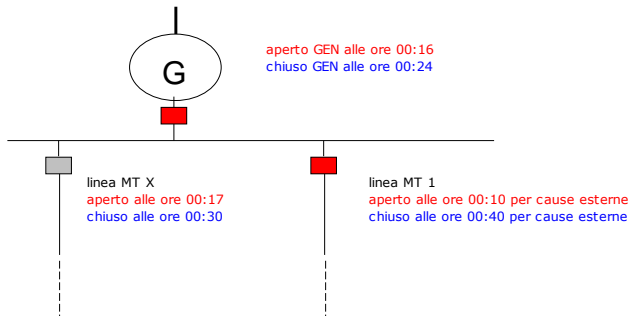 aperto GEN alle ore 00:16
chiuso GEN alle ore 00:24
G
linea MT X
aperto alle ore 00:17
chiuso alle ore 00:30
linea MT 1
aperto alle ore 00:10 per cause esterne
chiuso alle ore 00:40 per cause esterne